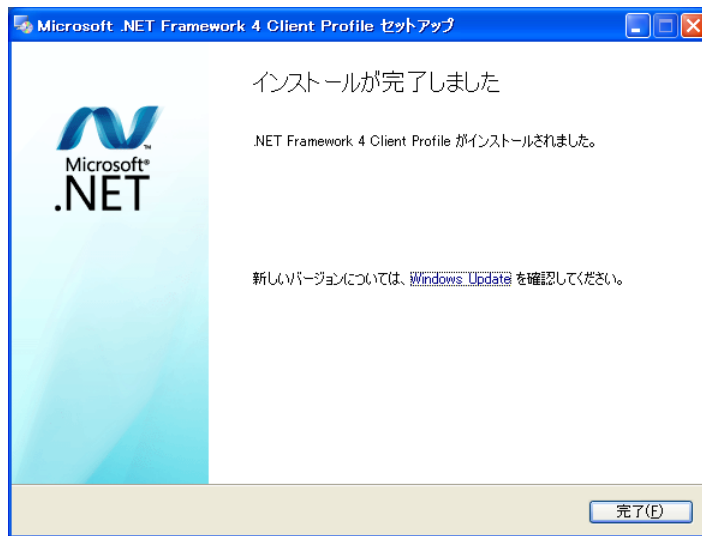 Microsoft .NET Framework 4 Client Profile セットアップ
インストールが完了しました
.NET Framework 4 Client Profile がインストールされました。
Microsoft®
.NET
新しいバージョンについては、Windows Update を確認してください。
完了(F)